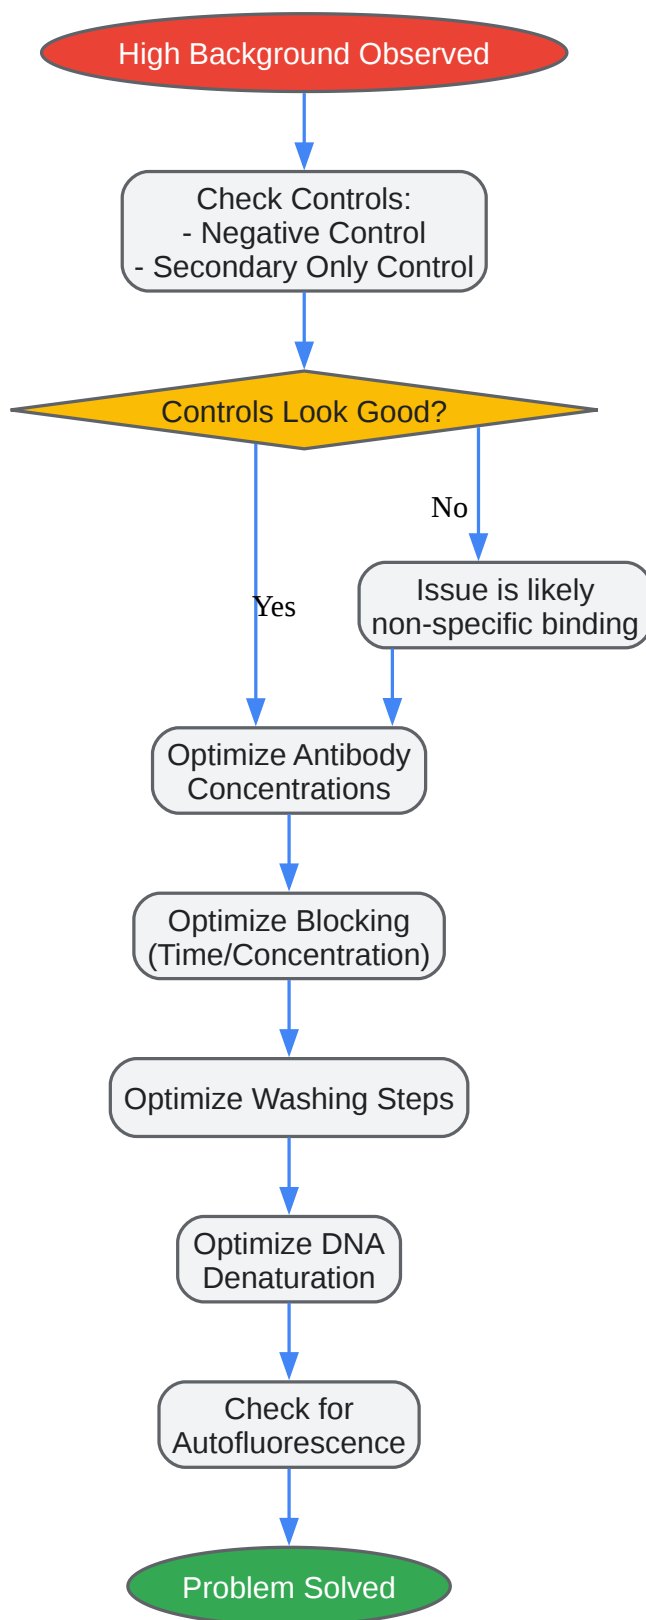 High Background Observed
Check Controls:
- Negative Control
- Secondary Only Control
Controls Look Good?
No
Issue is likely
non-specific binding
Yes
Optimize Antibody
Concentrations
Optimize Blocking
(Time/Concentration)
Optimize Washing Steps
Optimize DNA
Denaturation
Check for
Autofluorescence
Problem Solved